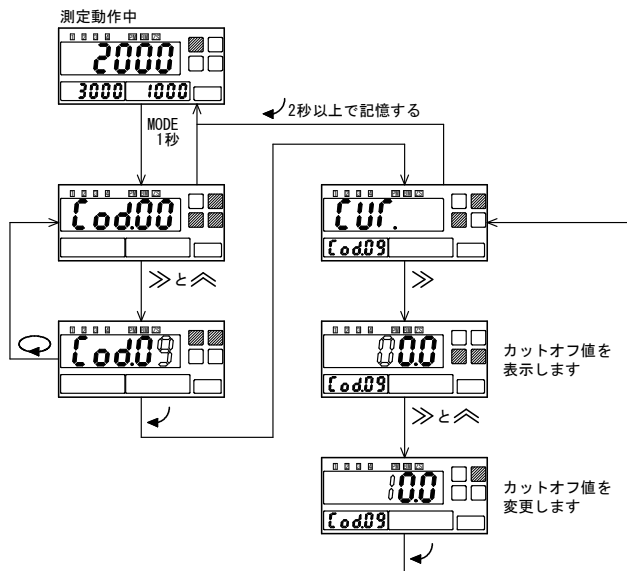 測定動作中
2000
3000 1000
2秒以上で記憶する
MODE
1秒
Cod.00
CUT.
Cod.09
≫と︽
≫
Cod.09
00.0
Cod.09
カットオフ値を
表示します
≫と︽
10.0
Cod.09
カットオフ値を
変更します